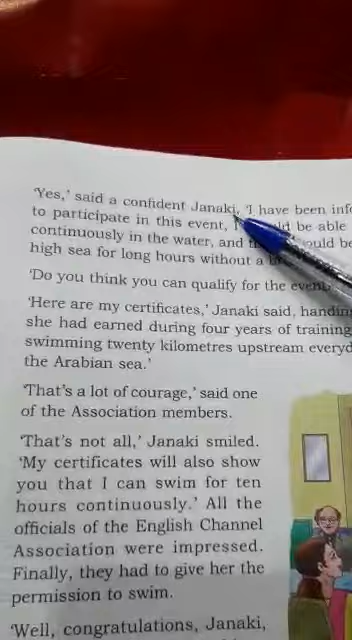 'Yes,' said a confident Janaki, 'I have been info
to participate in this event, I ould be able
continuously in the water, and ould be
high sea for long hours without a
'Do you think you can qualify for the event
'Here are my certificates,' Janaki said, handin
she had earned during four years of training
swimming twenty kilometres upstream everyd
the Arabian sea.'
'That's a lot of courage,' said one
of the Association members.
'That's not all,' Janaki smiled.
'My certificates will also show
you that I can swim for ten
hours continuously.' All the
officials of the English Channel
Association were impressed.
Finally, they had to give her the
permission to swim.
'Well, congratulations, Janaki,